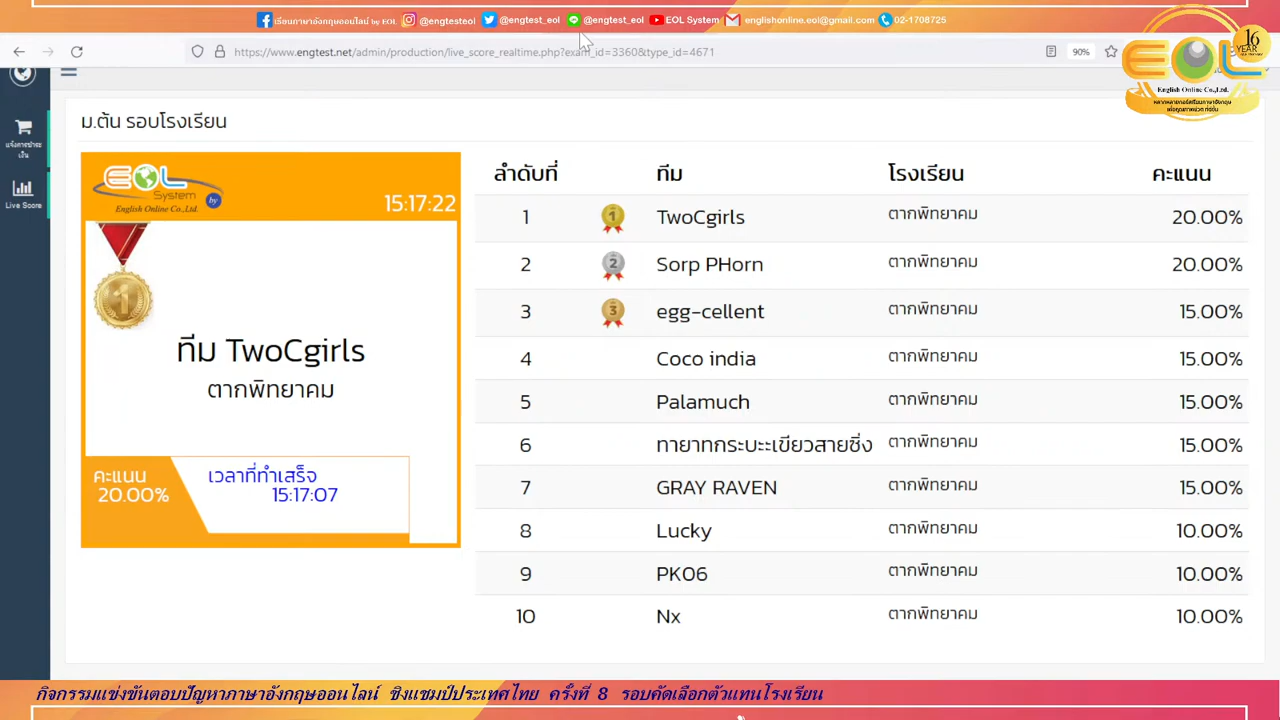 เรียนภาษาอังกฤษออนไลน์ by EOL @engtesteol @engtest_eol @engtest_eol EOL System englishonline.eol@gmail.com 02-1708725
https://www.engtest.net/admin/production/live_score_realtime.php?exam_id=3360&type_id=4671 90%
16 YEAR
EOL
English Online Co.,Ltd.
ม.ต้น รอบโรงเรียน
Live Score
EOL System by
English Online Co.,Ltd.
15:17:22
1
ทีม TwoCgirls
ตากพิทยาคม
คะแนน
20.00%
เวลาที่ทำเสร็จ
15:17:07
ลำดับที่ ทีม โรงเรียน คะแนน
1 1 TwoCgirls ตากพิทยาคม 20.00%
2 2 Sorp PHorn ตากพิทยาคม 20.00%
3 3 egg-cellent ตากพิทยาคม 15.00%
4 Coco india ตากพิทยาคม 15.00%
5 Palamuch ตากพิทยาคม 15.00%
6 ทายาทกระบะเขียวสายซิ่ง ตากพิทยาคม 15.00%
7 GRAY RAVEN ตากพิทยาคม 15.00%
8 Lucky ตากพิทยาคม 10.00%
9 PK06 ตากพิทยาคม 10.00%
10 Nx ตากพิทยาคม 10.00%
กิจกรรมแข่งขันตอบปัญหาภาษาอังกฤษออนไลน์ ชิงแชมป์ประเทศไทย ครั้งที่ 8 รอบคัดเลือกตัวแทนโรงเรียน